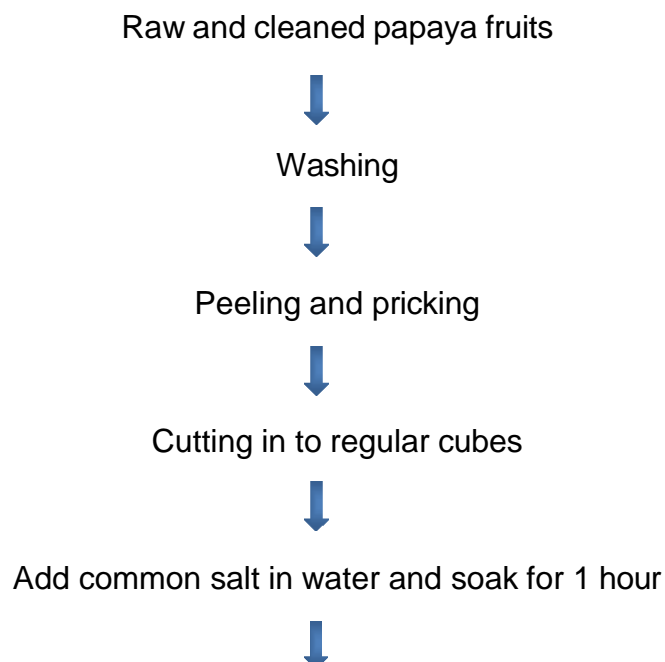 Raw and cleaned papaya fruits
Washing
Peeling and pricking
Cutting in to regular cubes
Add common salt in water and soak for 1 hour